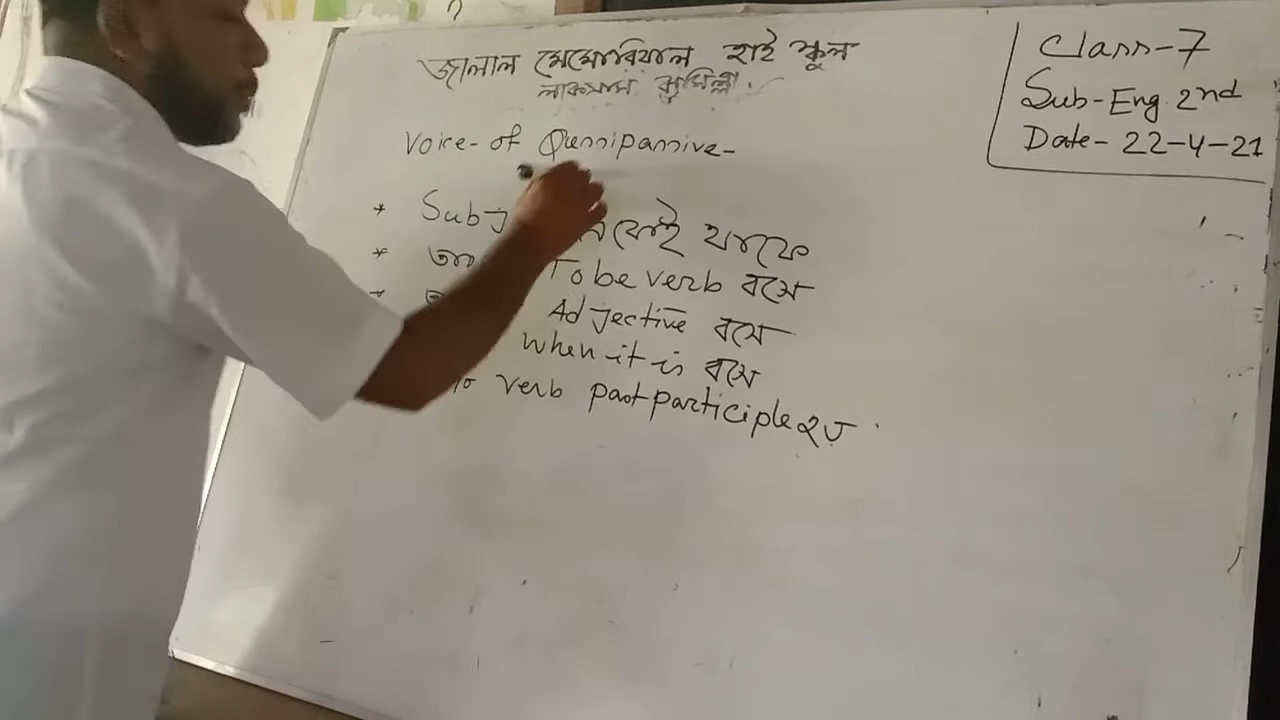 জালাল মেমোরিয়াল হাই স্কুল
লাকসাম কুমিল্লা.
Class-7
Sub-Eng. 2nd
Date- 22-4-21
Voice- of Quasipassive-
* Subj যেই থাকে
* To be verb বসে
* Adjective বসে
when it is বসে
verb past participle হয়